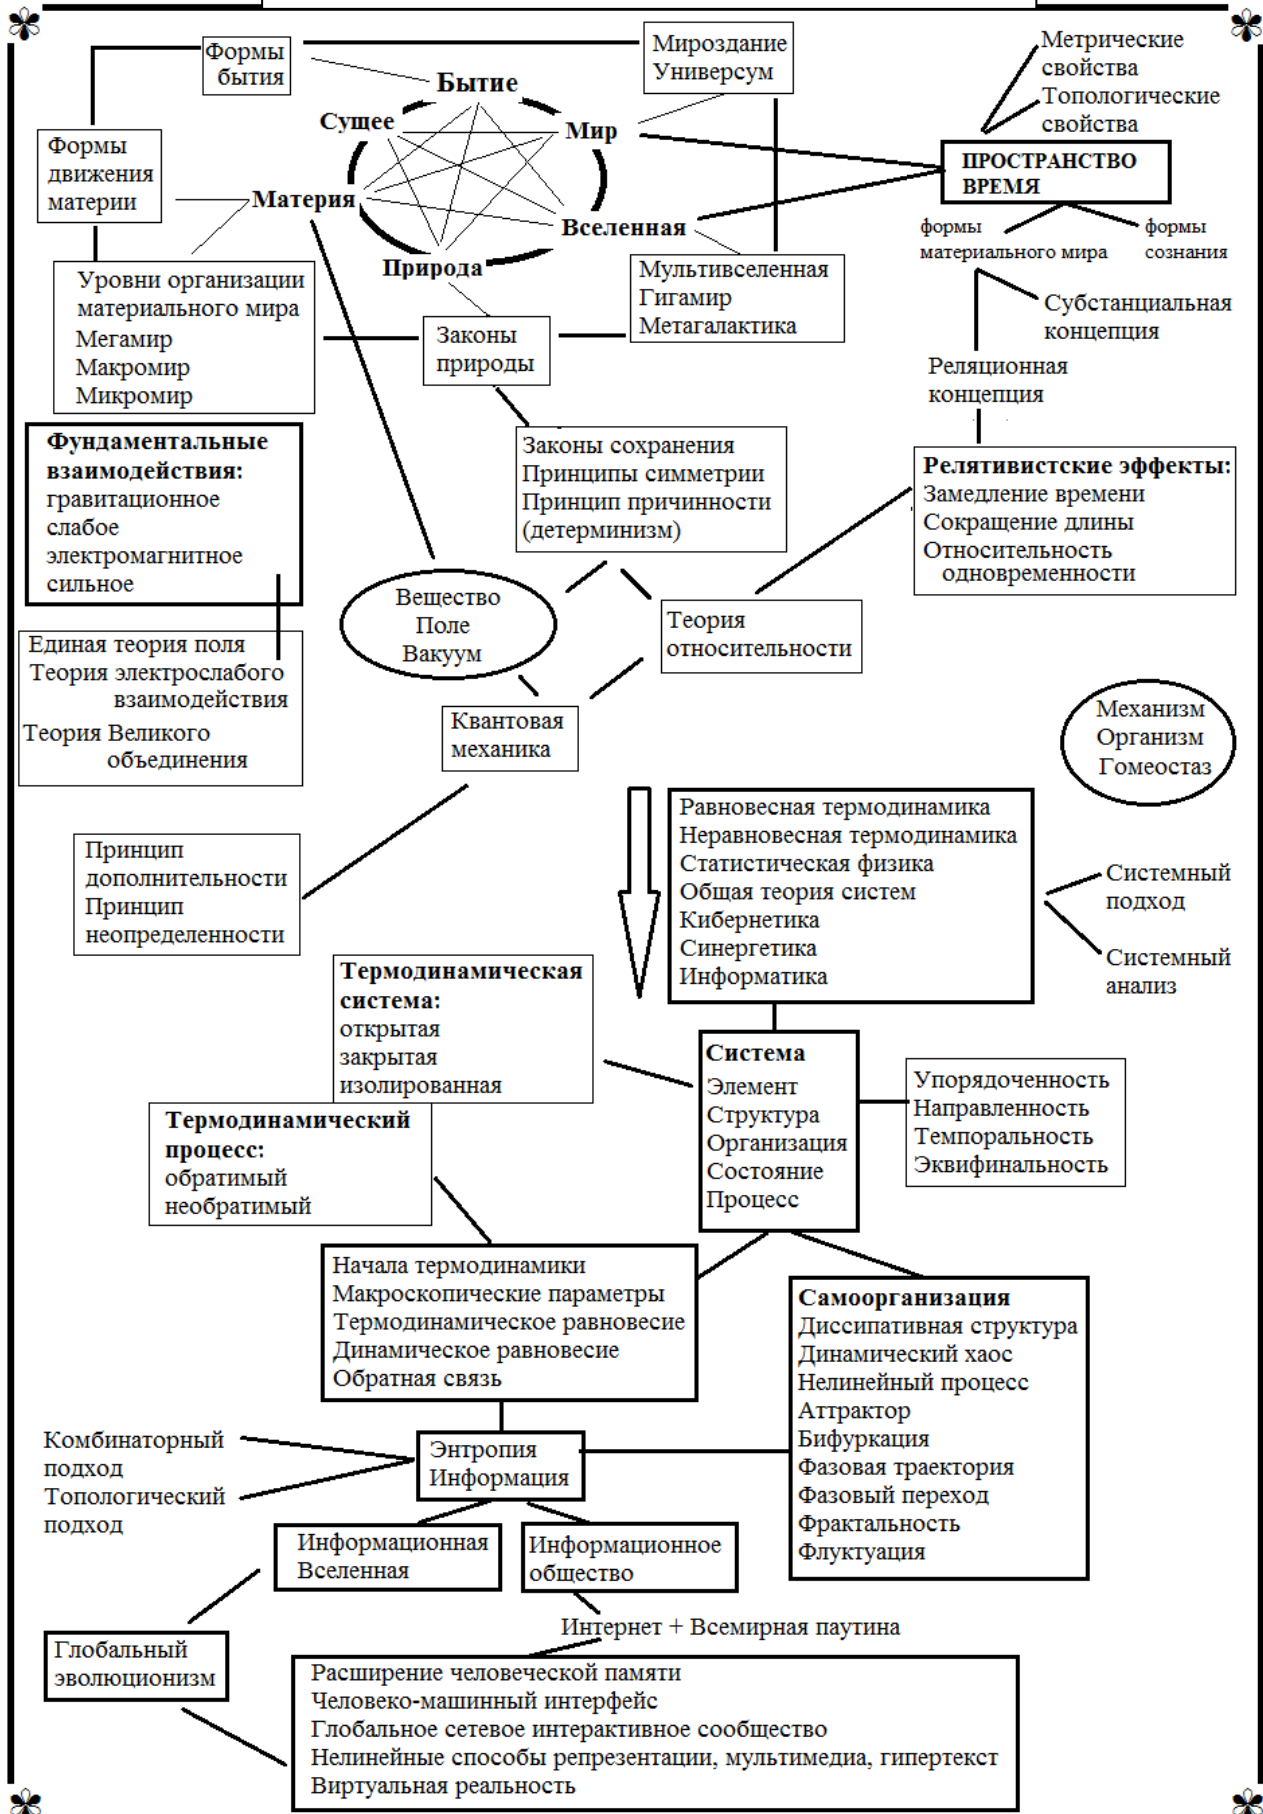 Формы
бытия
Мироздание
Универсум
Метрические
свойства
Топологические
свойства
Бытие
Сущее
Мир
Формы
движения
материи
Материя
Вселенная
Природа
ПРОСТРАНСТВО
ВРЕМЯ
формы
материального мира
формы
сознания
Уровни организации
материального мира
Мегамир
Макромир
Микромир
Законы
природы
Мультивселенная
Гигамир
Метагалактика
Субстанциальная
концепция
Реляционная
концепция
Фундаментальные
взаимодействия:
гравитационное
слабое
электромагнитное
сильное
Законы сохранения
Принципы симметрии
Принцип причинности
(детерминизм)
Релятивистские эффекты:
Замедление времени
Сокращение длины
Относительность
одновременности
Вещество
Поле
Вакуум
Теория
относительности
Единая теория поля
Теория электрослабого
взаимодействия
Теория Великого
объединения
Квантовая
механика
Механизм
Организм
Гомеостаз
Принцип
дополнительности
Принцип
неопределенности
Равновесная термодинамика
Неравновесная термодинамика
Статистическая физика
Общая теория систем
Кибернетика
Синергетика
Информатика
Системный
подход
Системный
анализ
Термодинамическая
система:
открытая
закрытая
изолированная
Система
Элемент
Структура
Организация
Состояние
Процесс
Упорядоченность
Направленность
Темпоральность
Эквифинальность
Термодинамический
процесс:
обратимый
необратимый
Начала термодинамики
Макроскопические параметры
Термодинамическое равновесие
Динамическое равновесие
Обратная связь
Самоорганизация
Диссипативная структура
Динамический хаос
Нелинейный процесс
Аттрактор
Бифуркация
Фазовая траектория
Фазовый переход
Фрактальность
Флуктуация
Комбинаторный
подход
Топологический
подход
Энтропия
Информация
Информационная
Вселенная
Информационное
общество
Интернет + Всемирная паутина
Глобальный
эволюционизм
Расширение человеческой памяти
Человеко-машинный интерфейс
Глобальное сетевое интерактивное сообщество
Нелинейные способы репрезентации, мультимедиа, гипертекст
Виртуальная реальность